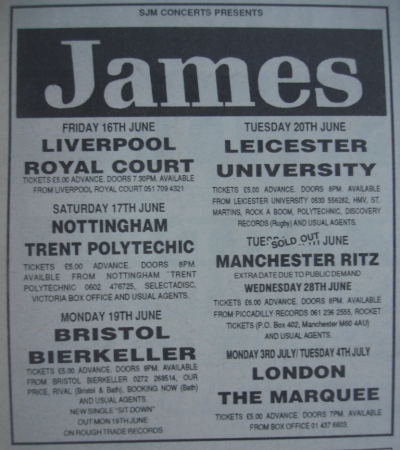 SJM CONCERTS PRESENTS
James
FRIDAY 16TH JUNE
LIVERPOOL
ROYAL COURT
TICKETS £5.00 ADVANCE. DOORS 7.30PM. AVAILABLE
FROM LIVERPOOL ROYAL COURT 051 709 4321
SATURDAY 17TH JUNE
NOTTINGHAM
TRENT POLYTECHIC
TICKETS £5.00 ADVANCE. DOORS 8PM.
AVAILBLE FROM NOTTINGHAM TRENT
POLYTECHNIC 0602 476725, SELECTADISC,
VICTORIA BOX OFFICE AND USUAL AGENTS.
MONDAY 19TH JUNE
BRISTOL
BIERKELLER
TICKETS £5.00 ADVANCE. DOORS 8PM. AVAILABLE
FROM BRISTOL BIERKELLER 0272 268514, OUR
PRICE, RIVAL (Bristol & Bath), BOOKING NOW (Bath)
AND USUAL AGENTS.
NEW SINGLE "SIT DOWN"
OUT MON 19TH JUNE
ON ROUGH TRADE RECORDS
TUESDAY 20TH JUNE
LEICESTER
UNIVERSITY
TICKETS £5.00 ADVANCE. DOORS 8PM. AVAILABLE
FROM LEICESTER UNIVERSITY 0533 556282, HMV, ST.
MARTINS, ROCK A BOOM, POLYTECHNIC, DISCOVERY
RECORDS (Rugby) AND USUAL AGENTS.
SOLD OUT JUNE
MANCHESTER RITZ
EXTRA DATE DUE TO PUBLIC DEMAND
WEDNESDAY 28TH JUNE
TICKETS £6.00 ADVANCE. DOORS 8PM. AVAILABLE
FROM PICCADILLY RECORDS 061 236 2555, ROCKET
TICKETS (P.O. Box 402, Manchester M60 4AU)
AND USUAL AGENTS.
MONDAY 3RD JULY/ TUESDAY 4TH JULY
LONDON
THE MARQUEE
TICKETS £5.00 ADVANCE. DOORS 7PM. AVAILABLE
FROM BOX OFFICE 01 437 6603.